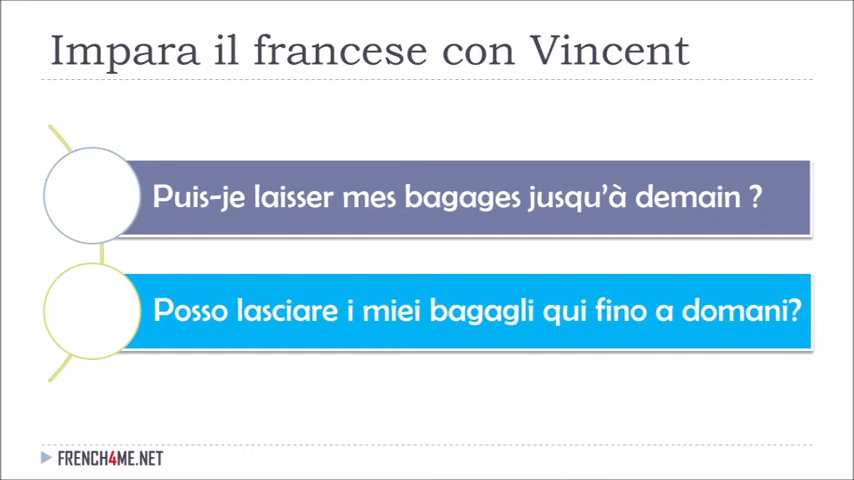 Impara il francese con Vincent
Puis-je laisser mes bagages jusqu'à demain ?
Posso lasciare i miei bagagli qui fino a domani?
FRENCH4ME.NET